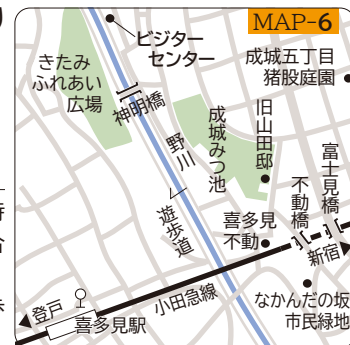 MAP-6
ビジター
センター
きたみ
ふれあい
広場
神明橋
成城五丁目
猪股庭園
成城みつ池
旧山田邸
野川
遊歩道
富士見橋
不動橋
喜多見
不動
新宿
小田急線
登戸
喜多見駅
なかんだの坂
市民緑地